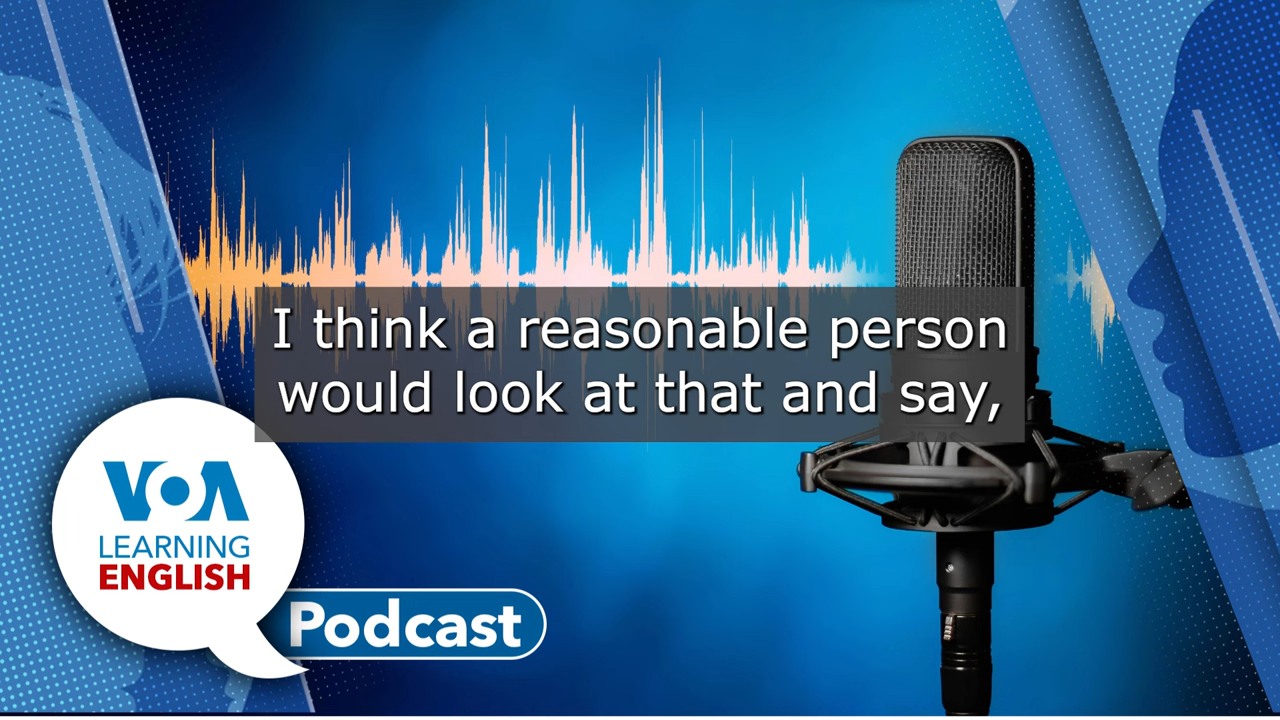 I think a reasonable person
would look at that and say,
VOA
LEARNING
ENGLISH
Podcast